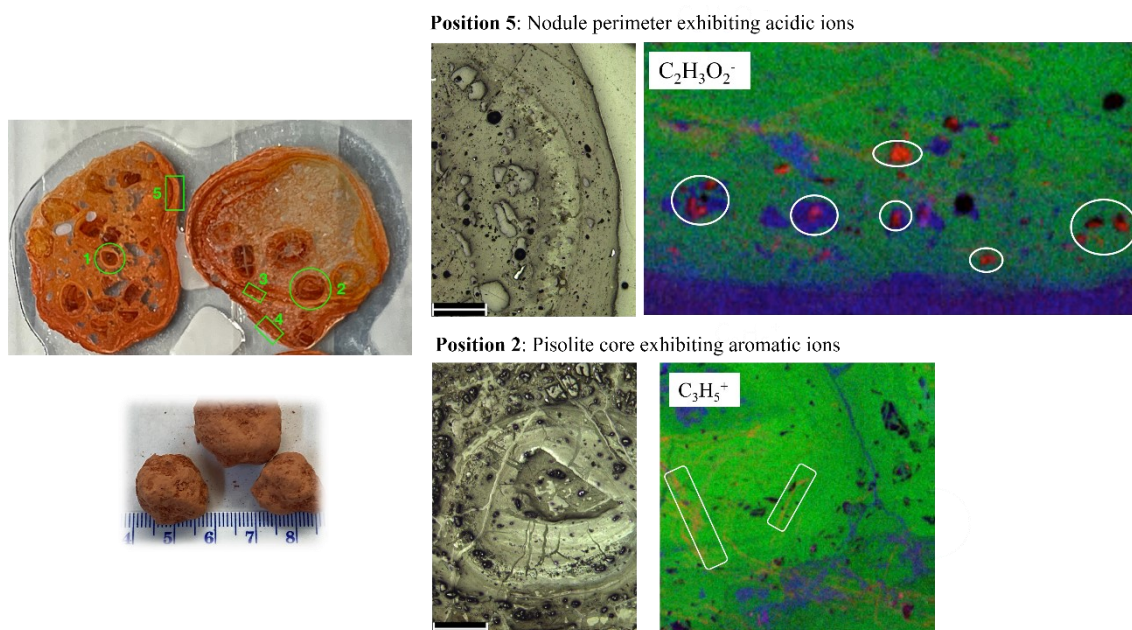 Position 5: Nodule perimeter exhibiting acidic ions
C₂H₃O₂⁻
5
1
3
2
4
Position 2: Pisolite core exhibiting aromatic ions
C₃H₅⁺
4 5 6 7 8